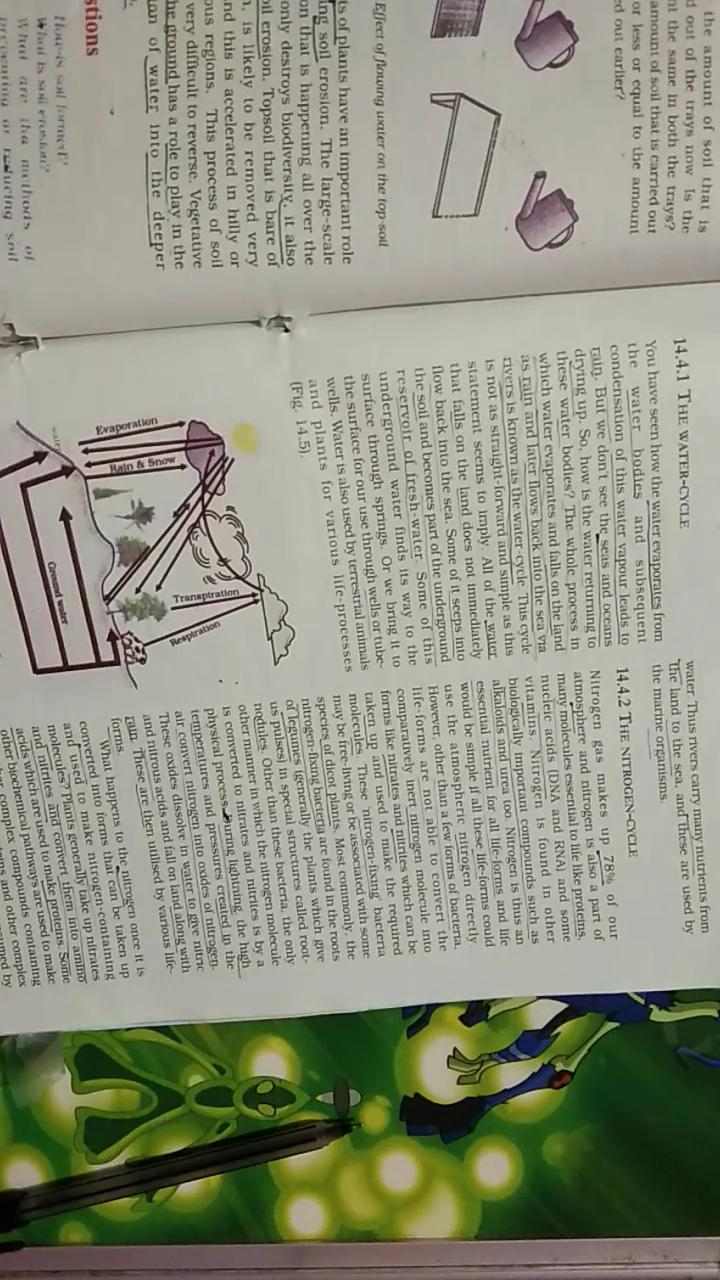 the amount of soil that is
out of the trays now Is the
the same in both the trays?
amount of soil that is carried out
or less or equal to the amount
out earlier?
Effect of flowing water on the top-soil
of plants have an important role
soil erosion. The large-scale
that is happening all over the
only destroys biodiversity, it also
erosion. Topsoil that is bare of
is likely to be removed very
and this is accelerated in hilly or
regions. This process of soil
very difficult to reverse. Vegetative
the ground has a role to play in the
of water into the deeper
How is soil formed?
What is soil erosion?
What are the methods of
preventing or reducing soil
14.4.1 THE WATER-CYCLE
You have seen how the water evaporates from
the water bodies and subsequent
condensation of this water vapour leads to
rain. But we don't see the seas and oceans
drying up. So, how is the water returning to
these water bodies? The whole process in
which water evaporates and falls on the land
as rain and later flows back into the sea via
rivers is known as the water-cycle. This cycle
is not as straight-forward and simple as this
statement seems to imply. All of the water
that falls on the land does not immediately
flow back into the sea. Some of it seeps into
the soil and becomes part of the underground
reservoir of fresh-water. Some of this
underground water finds its way to the
surface through springs. Or we bring it to
the surface for our use through wells or tube-
wells. Water is also used by terrestrial animals
and plants for various life-processes
(Fig. 14.5).
Evaporation
Rain & Snow
Transpiration
Respiration
water
Ground water
water. Thus rivers carry many nutrients from
the land to the sea, and these are used by
the marine organisms.
14.4.2 THE NITROGEN-CYCLE
Nitrogen gas makes up 78% of our
atmosphere and nitrogen is also a part of
many molecules essential to life like proteins,
nucleic acids (DNA and RNA) and some
vitamins. Nitrogen is found in other
biologically important compounds such as
alkaloids and urea too. Nitrogen is thus an
essential nutrient for all life-forms and life
would be simple if all these life-forms could
use the atmospheric nitrogen directly.
However, other than a few forms of bacteria,
life-forms are not able to convert the
comparatively inert nitrogen molecule into
forms like nitrates and nitrites which can be
taken up and used to make the required
molecules. These 'nitrogen-fixing' bacteria
may be free-living or be associated with some
species of dicot plants. Most commonly, the
nitrogen-fixing bacteria are found in the roots
of legumes (generally the plants which give
us pulses) in special structures called root-
nodules. Other than these bacteria, the only
other manner in which the nitrogen molecule
is converted to nitrates and nitrites is by a
physical process. During lightning, the high
temperatures and pressures created in the
air convert nitrogen into oxides of nitrogen.
These oxides dissolve in water to give nitric
and nitrous acids and fall on land along with
rain. These are then utilised by various life-
forms.
What happens to the nitrogen once it is
converted into forms that can be taken up
and used to make nitrogen-containing
molecules? Plants generally take up nitrates
and nitrites and convert them into amino
acids which are used to make proteins. Some
other biochemical pathways are used to make
complex compounds containing
and other complex
by